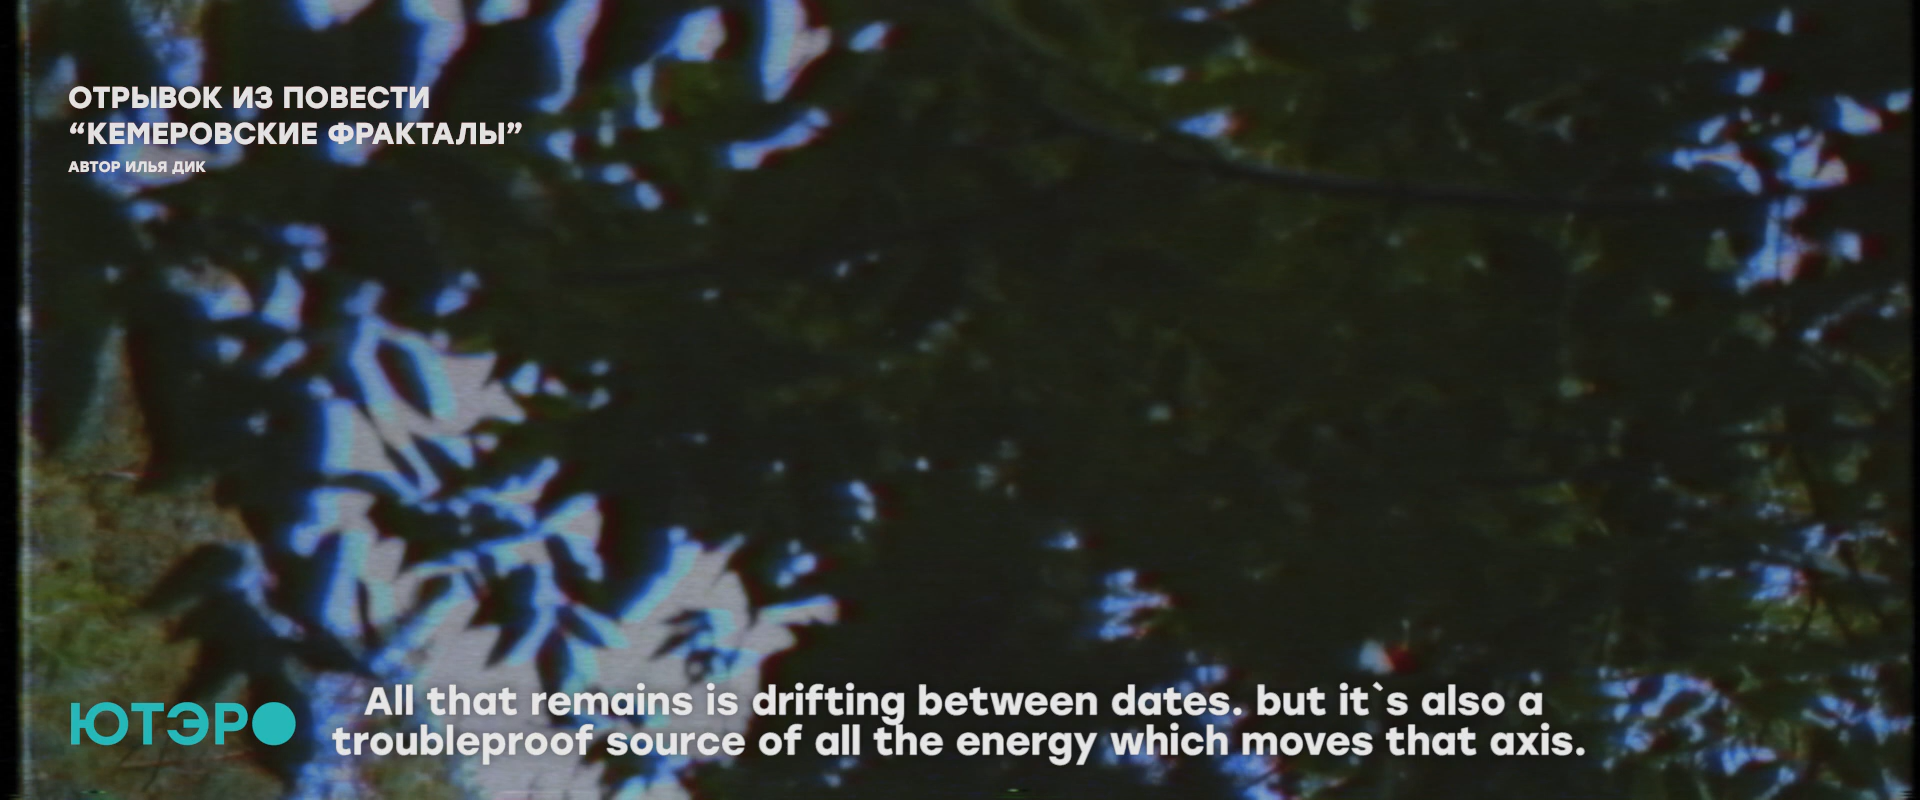 ОТРЫВОК ИЗ ПОВЕСТИ
“КЕМЕРОВСКИЕ ФРАКТАЛЫ”
АВТОР ИЛЬЯ ДИК
ЮТЭРО
All that remains is drifting between dates. but it`s also a
troubleproof source of all the energy which moves that axis.